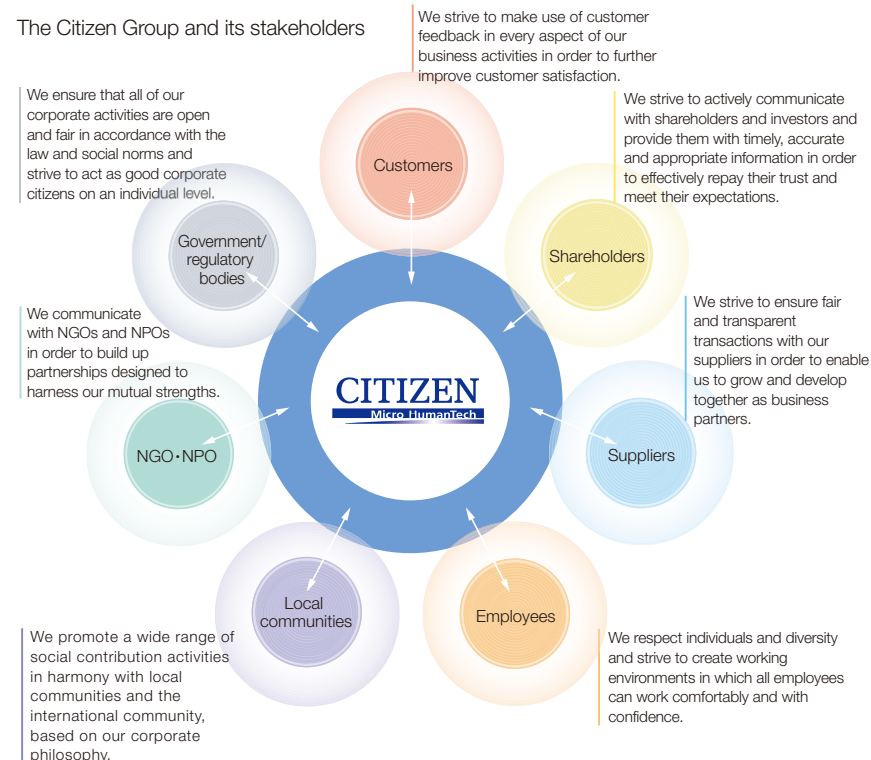 The Citizen Group and its stakeholders
We strive to make use of customer
feedback in every aspect of our
business activities in order to further
improve customer satisfaction.
Customers
We ensure that all of our
corporate activities are open
and fair in accordance with the
law and social norms and
strive to act as good corporate
citizens on an individual level.
Government/
regulatory
bodies
We strive to actively communicate
with shareholders and investors and
provide them with timely, accurate
and appropriate information in order
to effectively repay their trust and
meet their expectations.
Shareholders
We communicate
with NGOs and NPOs
in order to build up
partnerships designed to
harness our mutual strengths.
NGO・NPO
CITIZEN
Micro HumanTech
We strive to ensure fair
and transparent
transactions with our
suppliers in order to enable
us to grow and develop
together as business
partners.
Suppliers
Local
communities
We promote a wide range of
social contribution activities
in harmony with local
communities and the
international community,
based on our corporate
philosophy.
Employees
We respect individuals and diversity
and strive to create working
environments in which all employees
can work comfortably and with
confidence.